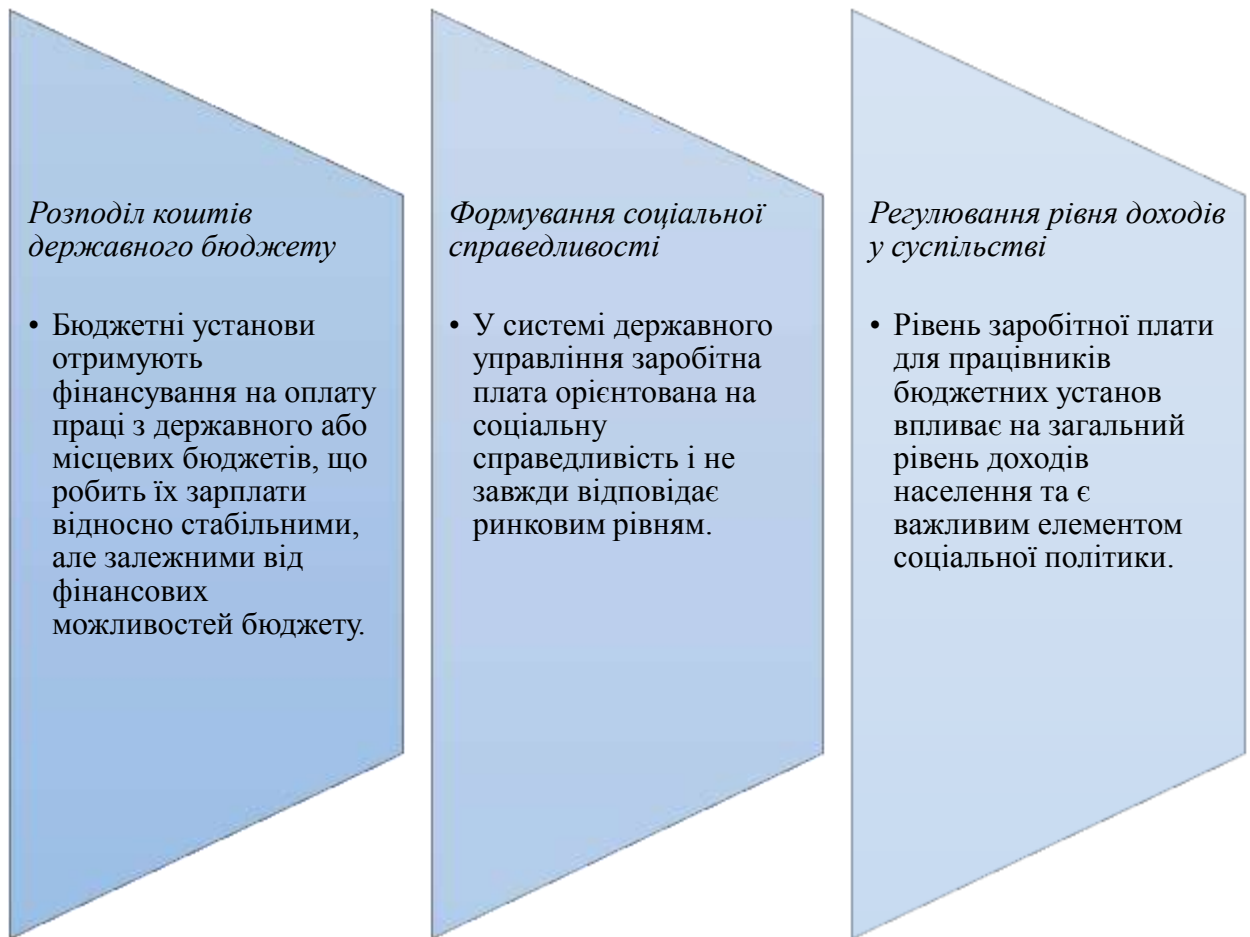 Розподіл коштів
державного бюджету
• Бюджетні установи
отримують
фінансування на оплату
праці з державного або
місцевих бюджетів, що
робить їх зарплати
відносно стабільними,
але залежними від
фінансових
можливостей бюджету.
Формування соціальної
справедливості
• У системі державного
управління заробітна
плата орієнтована на
соціальну
справедливість і не
завжди відповідає
ринковим рівням.
Регулювання рівня доходів
у суспільстві
• Рівень заробітної плати
для працівників
бюджетних установ
впливає на загальний
рівень доходів
населення та є
важливим елементом
соціальної політики.